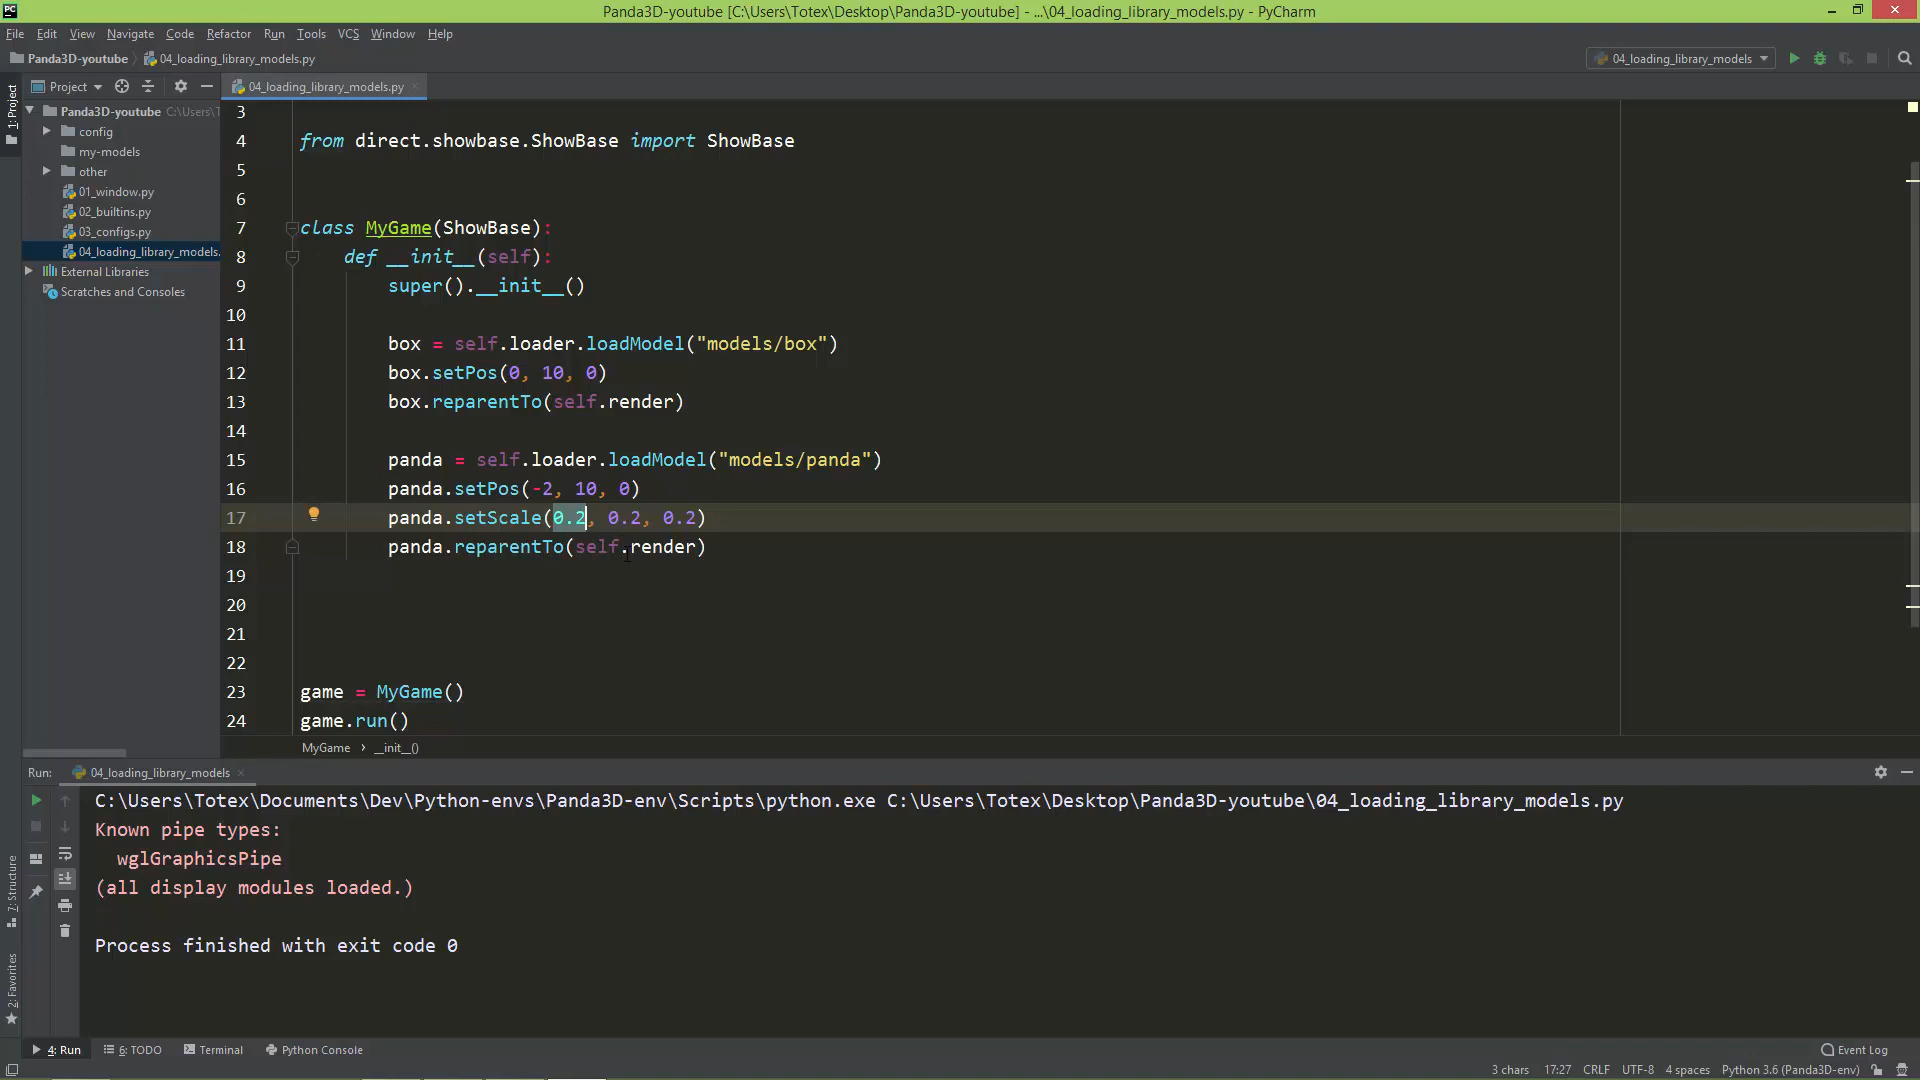 PC
Panda3D-youtube [C:\Users\Totex\Desktop\Panda3D-youtube] - ...\04_loading_library_models.py - PyCharm
File Edit View Navigate Code Refactor Run Tools VCS Window Help
Panda3D-youtube 04_loading_library_models.py
04_loading_library_models
1: Project
Project
04_loading_library_models.py
Panda3D-youtube C:\Users\T
config
my-models
other
01_window.py
02_builtins.py
03_configs.py
04_loading_library_models.
External Libraries
Scratches and Consoles
3
4 from direct.showbase.ShowBase import ShowBase
5
6
7 class MyGame(ShowBase):
8 def __init__(self):
9 super().__init__()
10
11 box = self.loader.loadModel("models/box")
12 box.setPos(0, 10, 0)
13 box.reparentTo(self.render)
14
15 panda = self.loader.loadModel("models/panda")
16 panda.setPos(-2, 10, 0)
17 panda.setScale(0.2, 0.2, 0.2)
18 panda.reparentTo(self.render)
19
20
21
22
23 game = MyGame()
24 game.run()
MyGame › __init__()
Run: 04_loading_library_models
C:\Users\Totex\Documents\Dev\Python-envs\Panda3D-env\Scripts\python.exe C:\Users\Totex\Desktop\Panda3D-youtube\04_loading_library_models.py
Known pipe types:
wglGraphicsPipe
(all display modules loaded.)
Process finished with exit code 0
7: Structure
2: Favorites
4: Run 6: TODO Terminal Python Console Event Log
3 chars 17:27 CRLF UTF-8 4 spaces Python 3.6 (Panda3D-env)